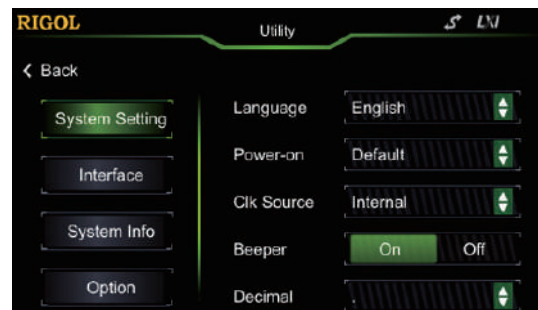 RIGOL
Utility
LXI
Back
System Setting
Interface
System Info
Option
Language English
Power-on Default
Clk Source Internal
Beeper On Off
Decimal .